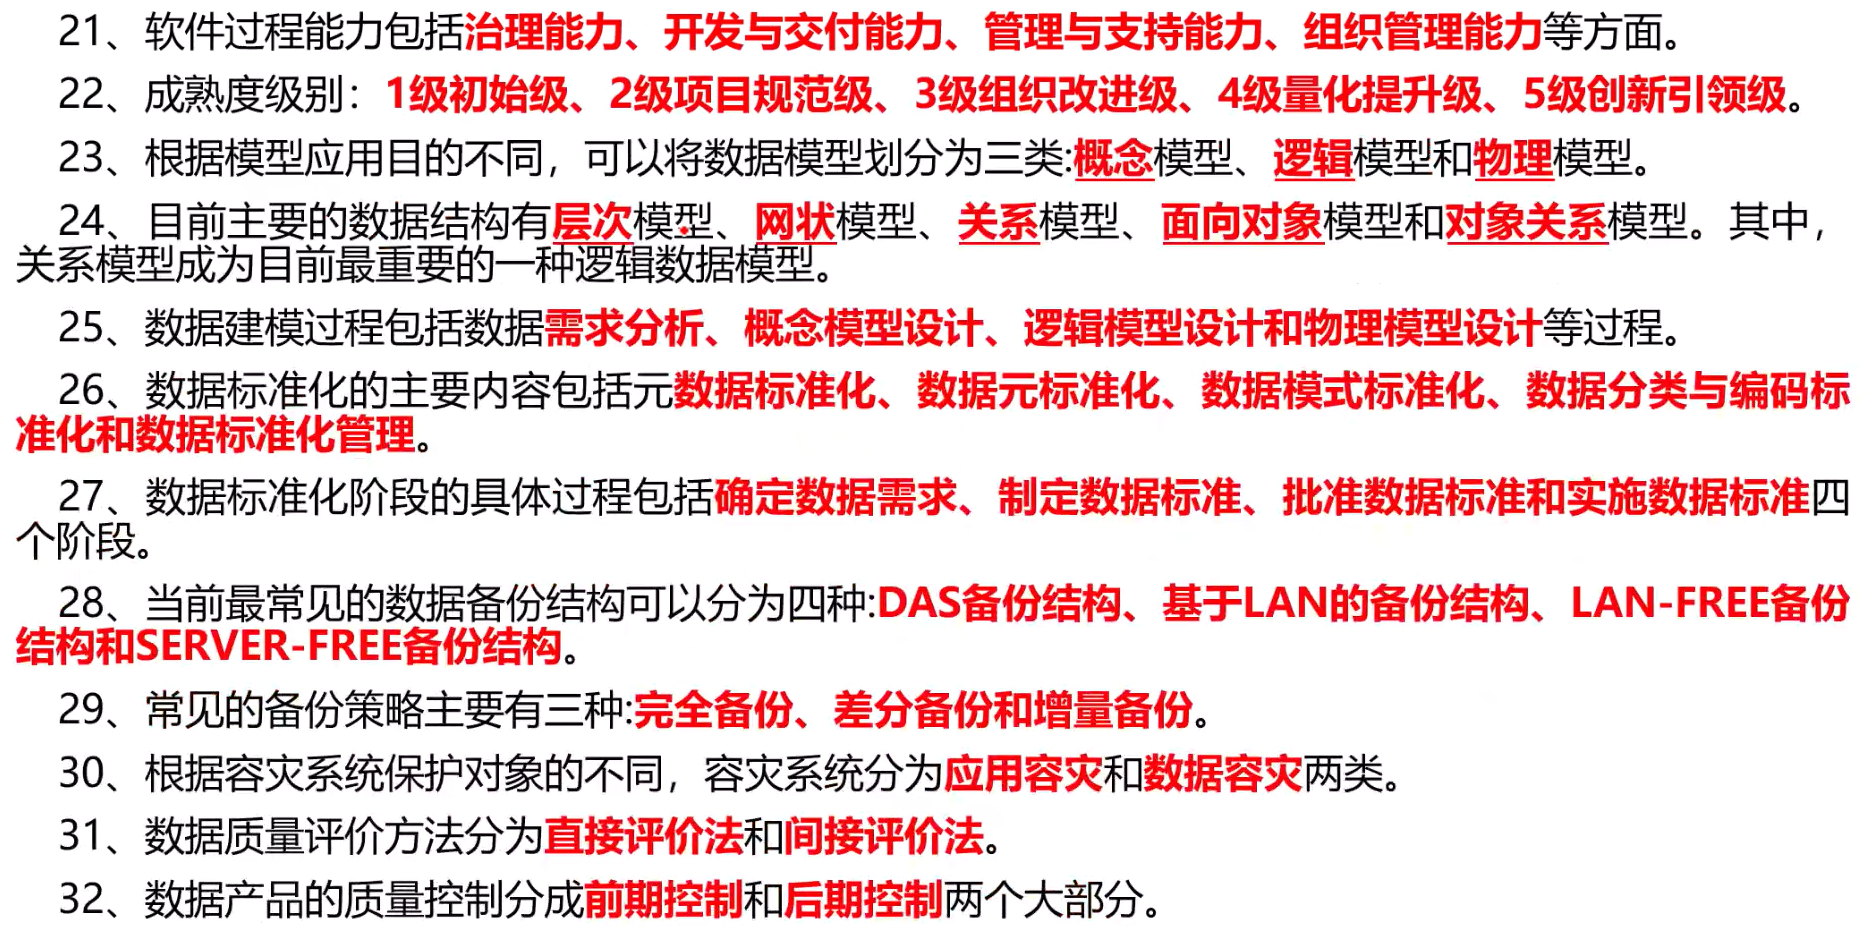 21、软件过程能力包括治理能力、开发与交付能力、管理与支持能力、组织管理能力等方面。
22、成熟度级别：1级初始级、2级项目规范级、3级组织改进级、4级量化提升级、5级创新引领级。
23、根据模型应用目的不同，可以将数据模型划分为三类:概念模型、逻辑模型和物理模型。
24、目前主要的数据结构有层次模型、网状模型、关系模型、面向对象模型和对象关系模型。其中，
关系模型成为目前最重要的一种逻辑数据模型。
25、数据建模过程包括数据需求分析、概念模型设计、逻辑模型设计和物理模型设计等过程。
26、数据标准化的主要内容包括元数据标准化、数据元标准化、数据模式标准化、数据分类与编码标
准化和数据标准化管理。
27、数据标准化阶段的具体过程包括确定数据需求、制定数据标准、批准数据标准和实施数据标准四
个阶段。
28、当前最常见的数据备份结构可以分为四种:DAS备份结构、基于LAN的备份结构、LAN-FREE备份
结构和SERVER-FREE备份结构。
29、常见的备份策略主要有三种:完全备份、差分备份和增量备份。
30、根据容灾系统保护对象的不同，容灾系统分为应用容灾和数据容灾两类。
31、数据质量评价方法分为直接评价法和间接评价法。
32、数据产品的质量控制分成前期控制和后期控制两个大部分。